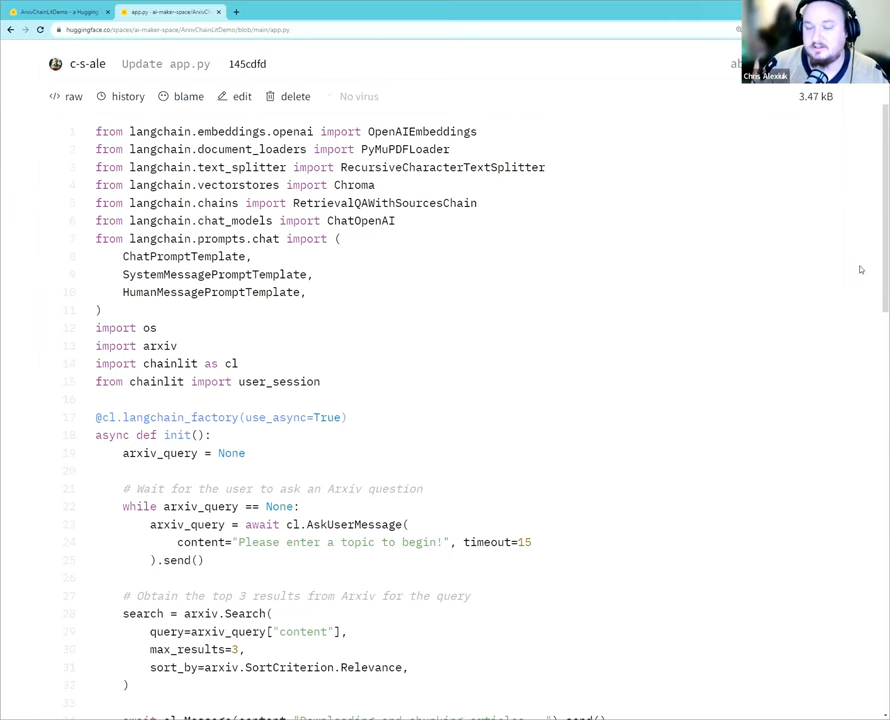 ArxivChainLitDemo - a Hugging
app.py · ai-maker-space/ArxivCh
huggingface.co/spaces/ai-maker-space/ArxivChainLitDemo/blob/main/app.py
Chris Alexiuk
c-s-ale Update app.py 145cdfd
</> raw history blame edit delete No virus 3.47 kB
1 from langchain.embeddings.openai import OpenAIEmbeddings
2 from langchain.document_loaders import PyMuPDFLoader
3 from langchain.text_splitter import RecursiveCharacterTextSplitter
4 from langchain.vectorstores import Chroma
5 from langchain.chains import RetrievalQAWithSourcesChain
6 from langchain.chat_models import ChatOpenAI
7 from langchain.prompts.chat import (
8 ChatPromptTemplate,
9 SystemMessagePromptTemplate,
10 HumanMessagePromptTemplate,
11 )
12 import os
13 import arxiv
14 import chainlit as cl
15 from chainlit import user_session
16
17 @cl.langchain_factory(use_async=True)
18 async def init():
19 arxiv_query = None
20
21 # Wait for the user to ask an Arxiv question
22 while arxiv_query == None:
23 arxiv_query = await cl.AskUserMessage(
24 content="Please enter a topic to begin!", timeout=15
25 ).send()
26
27 # Obtain the top 3 results from Arxiv for the query
28 search = arxiv.Search(
29 query=arxiv_query["content"],
30 max_results=3,
31 sort_by=arxiv.SortCriterion.Relevance,
32 )
33